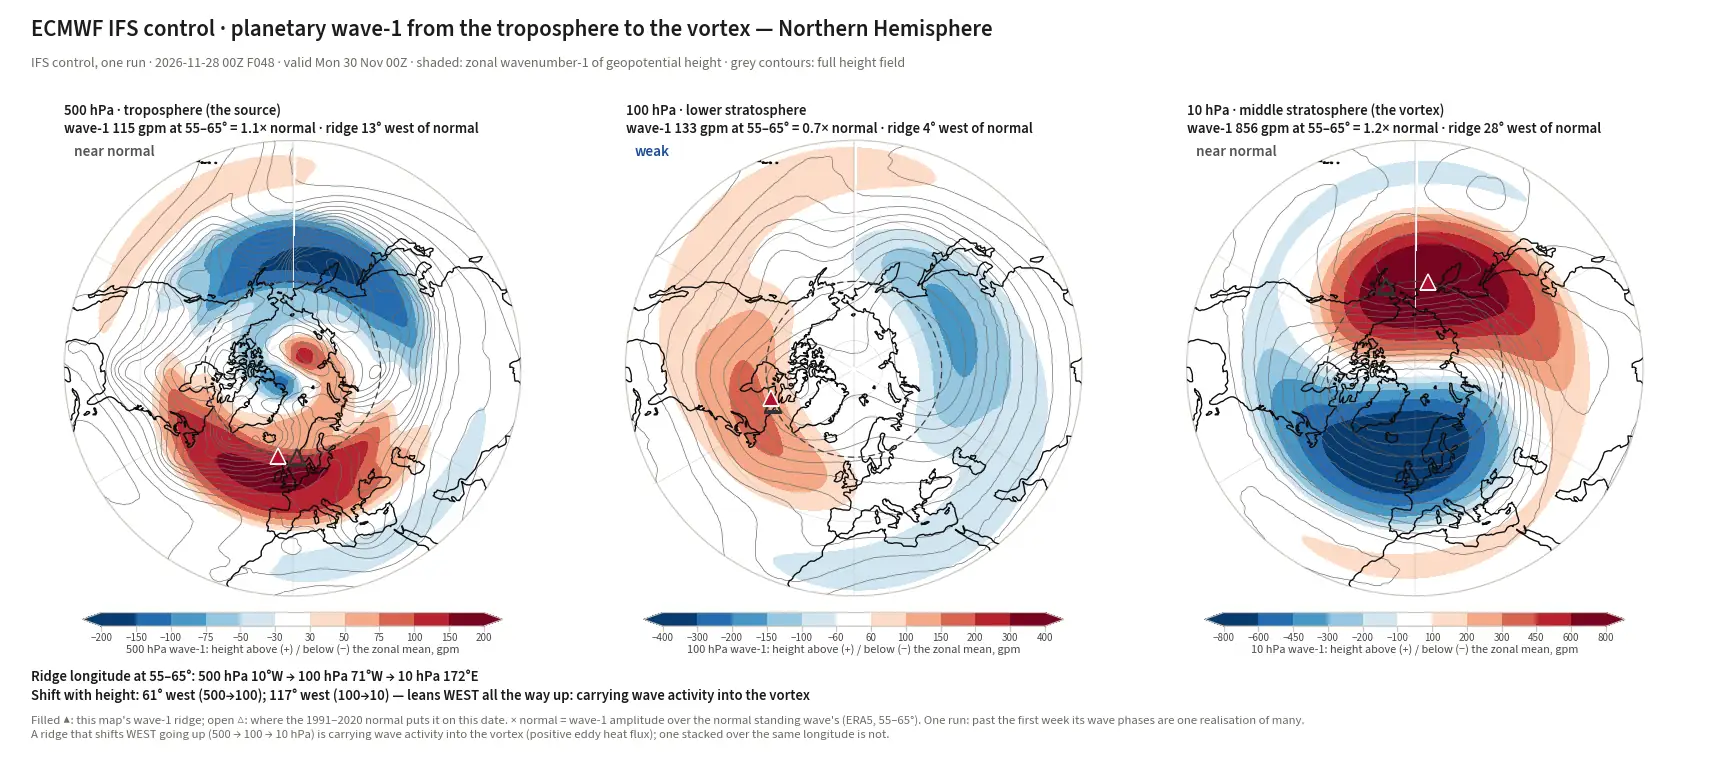 ECMWF IFS control · planetary wave-1 from the troposphere to the vortex — Northern Hemisphere
IFS control, one run · 2026-11-28 00Z F048 · valid Mon 30 Nov 00Z · shaded: zonal wavenumber-1 of geopotential height · grey contours: full height field
500 hPa · troposphere (the source)
wave-1 115 gpm at 55–65° = 1.1× normal · ridge 13° west of normal
near normal
100 hPa · lower stratosphere
wave-1 133 gpm at 55–65° = 0.7× normal · ridge 4° west of normal
weak
10 hPa · middle stratosphere (the vortex)
wave-1 856 gpm at 55–65° = 1.2× normal · ridge 28° west of normal
near normal
−200 −150 −100 −75 −50 −30 30 50 75 100 150 200
500 hPa wave-1: height above (+) / below (−) the zonal mean, gpm
−400 −300 −200 −150 −100 −60 60 100 150 200 300 400
100 hPa wave-1: height above (+) / below (−) the zonal mean, gpm
−800 −600 −450 −300 −200 −100 100 200 300 450 600 800
10 hPa wave-1: height above (+) / below (−) the zonal mean, gpm
Ridge longitude at 55–65°: 500 hPa 10°W → 100 hPa 71°W → 10 hPa 172°E
Shift with height: 61° west (500→100); 117° west (100→10) — leans WEST all the way up: carrying wave activity into the vortex
Filled ▲: this map's wave-1 ridge; open △: where the 1991–2020 normal puts it on this date. × normal = wave-1 amplitude over the normal standing wave's (ERA5, 55–65°). One run: past the first week its wave phases are one realisation of many.
A ridge that shifts WEST going up (500 → 100 → 10 hPa) is carrying wave activity into the vortex (positive eddy heat flux); one stacked over the same longitude is not.